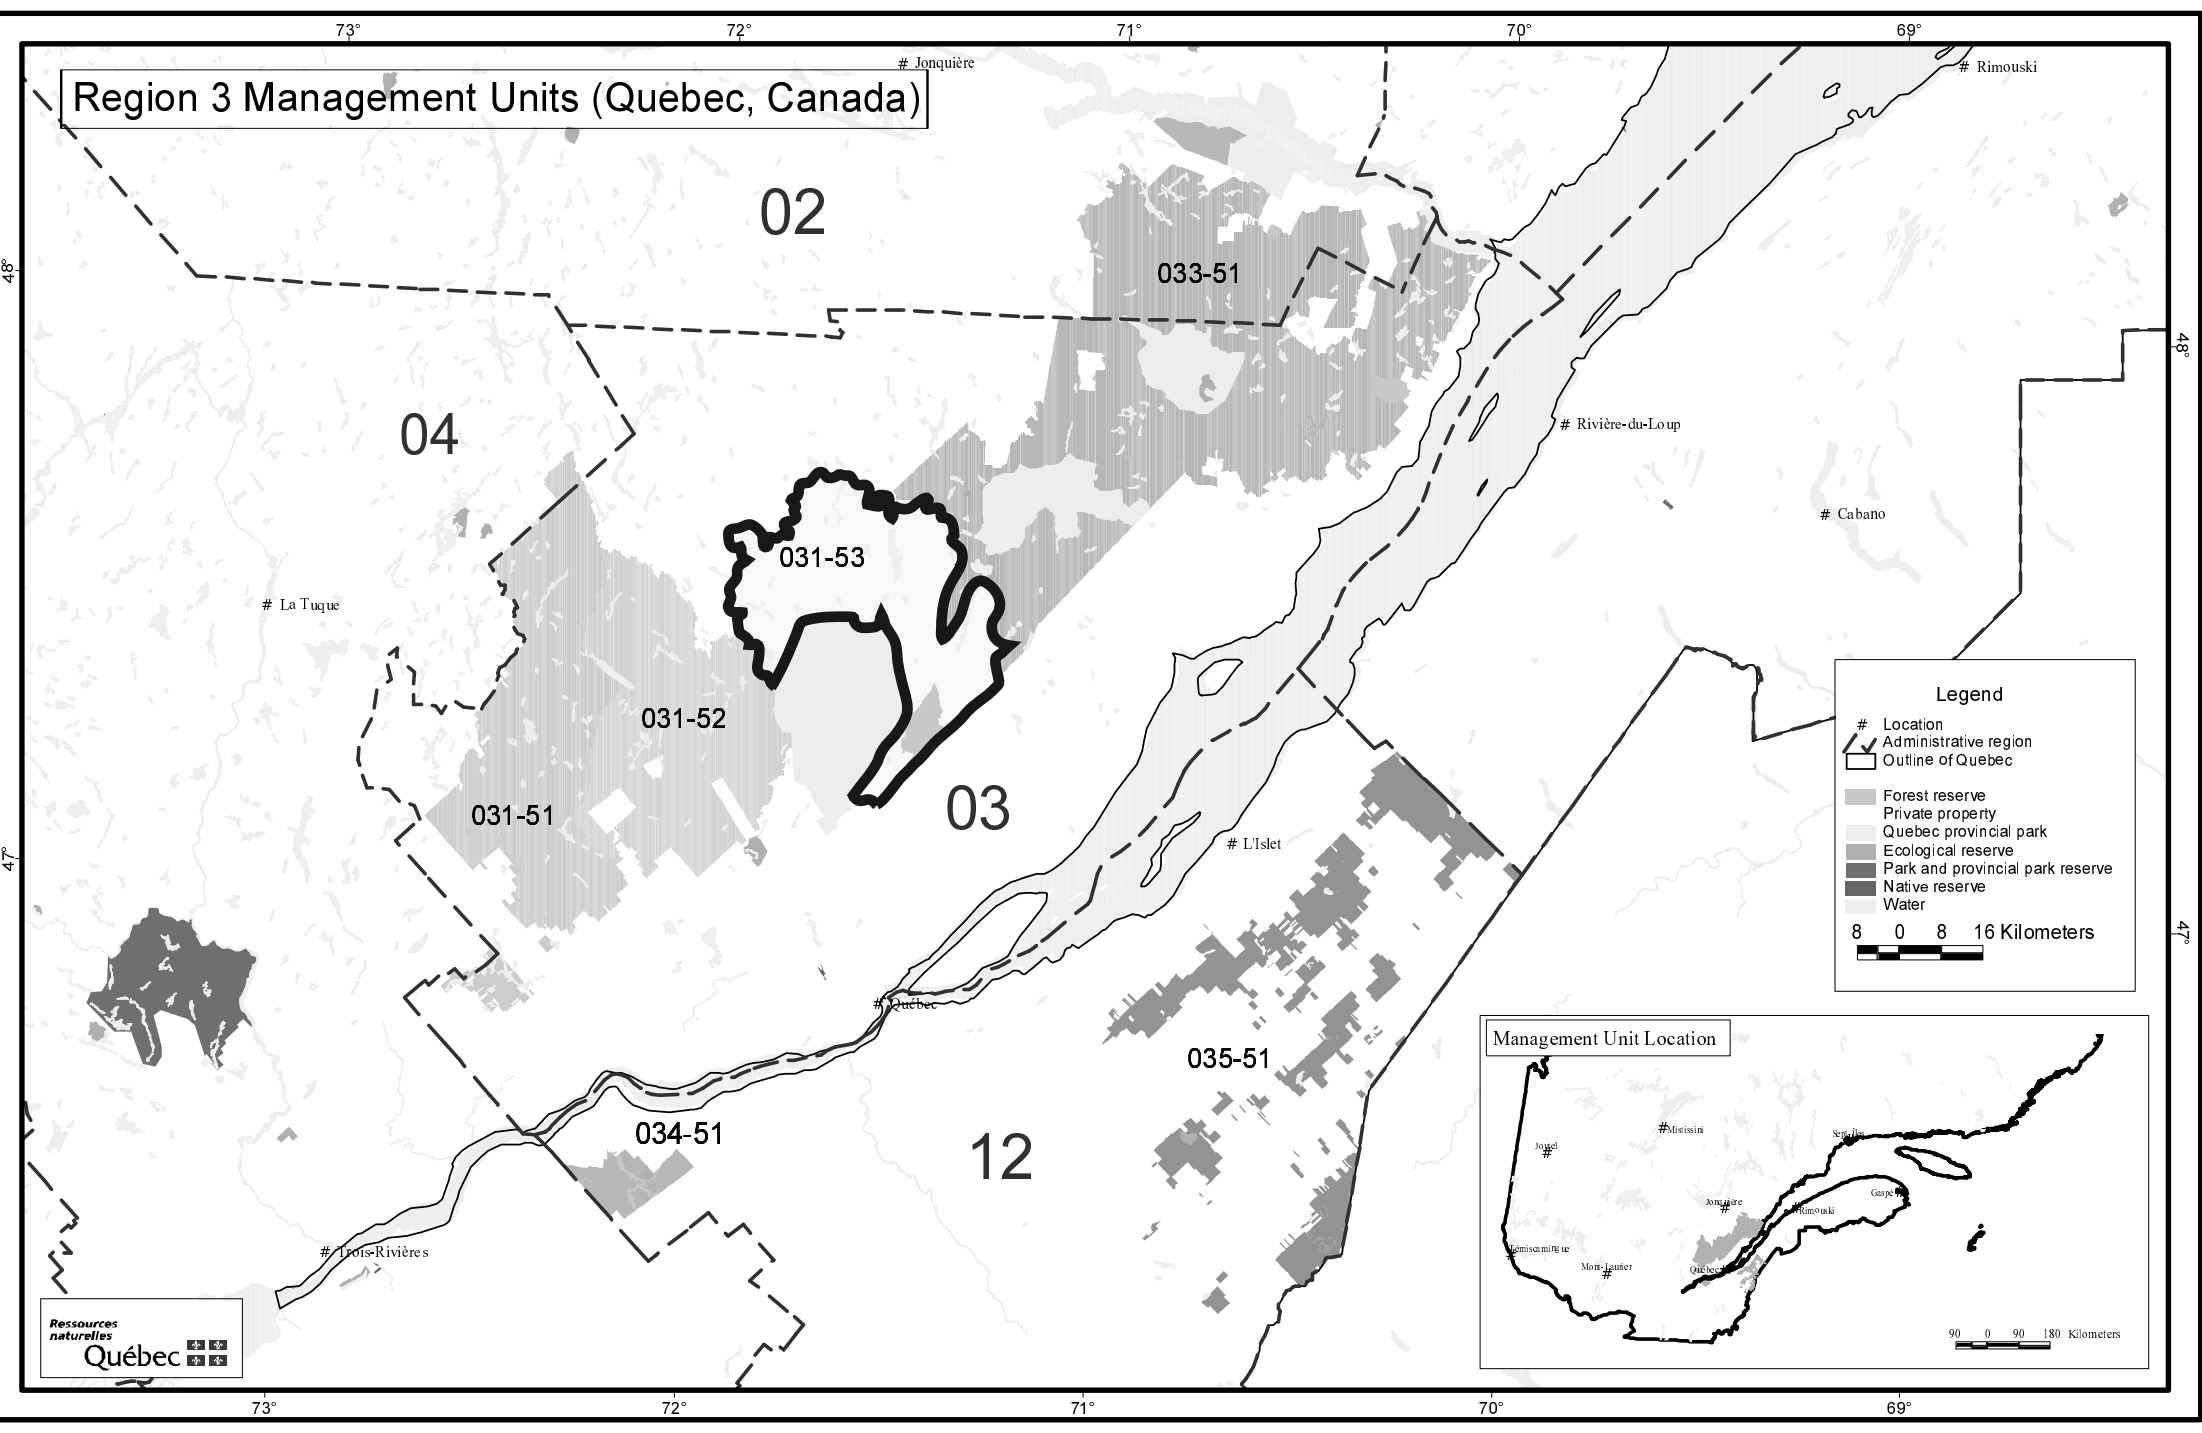 73° 72° 71° 70° 69°
# Jonquière
# Rimouski
Region 3 Management Units (Quebec, Canada)
02
48°
033-51
48°
04
# Rivière-du-Loup
# Cabano
031-53
# La Tuque
031-52
031-51
03
# L'Islet
47°
47°
Legend
# Location
Administrative region
Outline of Quebec
Forest reserve
Private property
Quebec provincial park
Ecological reserve
Park and provincial park reserve
Native reserve
Water
8 0 8 16 Kilometers
# Québec
035-51
034-51
12
# Trois-Rivières
Management Unit Location
# Mistissini
Joutel
#
Sept-Îles
Gaspé
Jonquière
#
# Rimouski
Témiscamingue
#
Mont-Laurier
#
Québec
90 0 90 180 Kilometers
Ressources
naturelles
Québec
73° 72° 71° 70° 69°